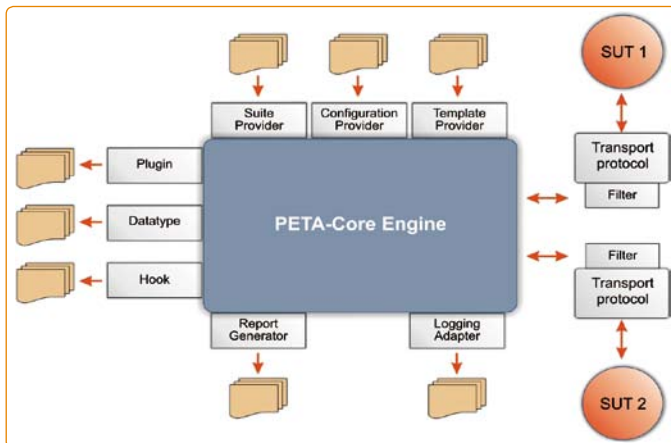 SUT 1
Suite
Provider
Configuration
Provider
Template
Provider
Transport
protocol
Filter
Plugin
Datatype
Hook
PETA-Core Engine
Filter
Transport
protocol
Report
Generator
Logging
Adapter
SUT 2